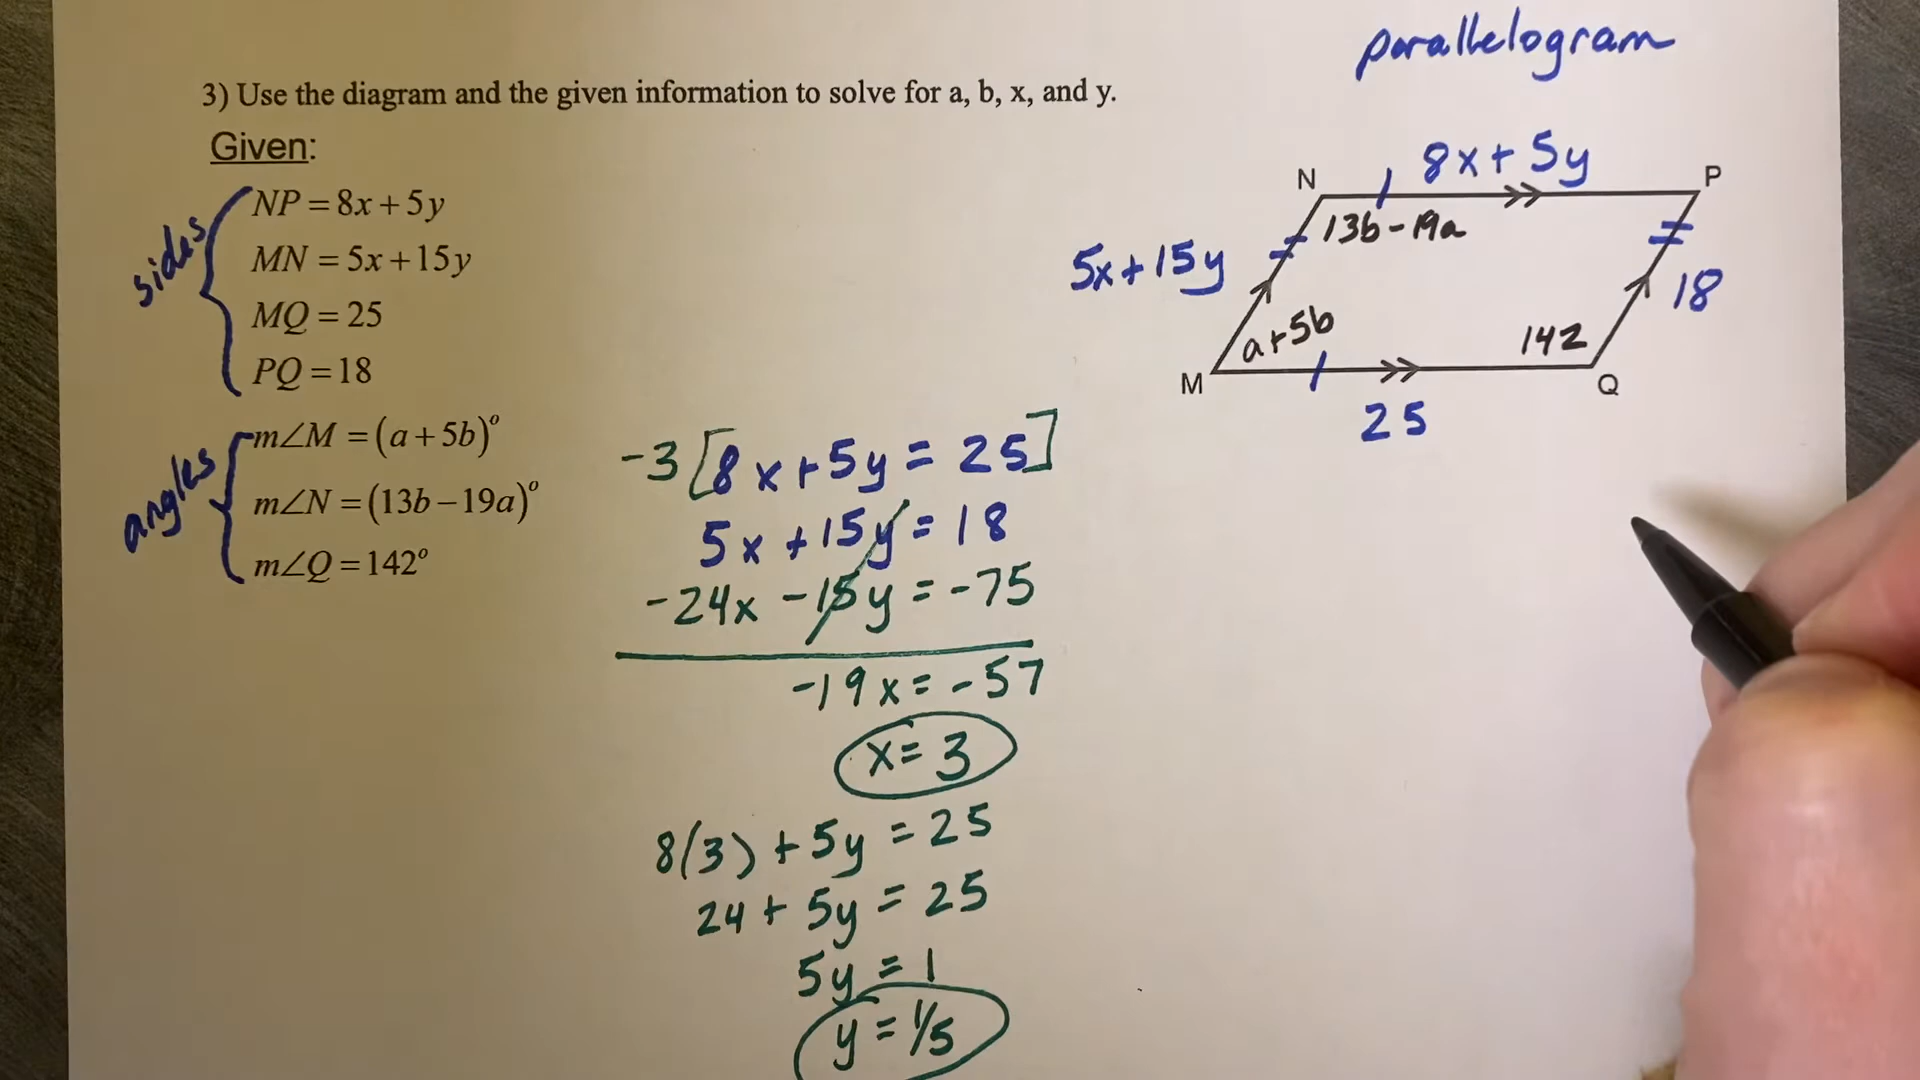 parallelogram
3) Use the diagram and the given information to solve for a, b, x, and y.
Given:
sides
NP = 8x + 5y
MN = 5x + 15y
MQ = 25
PQ = 18
angles
m∠M = (a + 5b)°
m∠N = (13b – 19a)°
m∠Q = 142°
N
8x + 5y
P
13b - 19a
5x + 15y
18
a + 5b
142
M
Q
25
-3[8x + 5y = 25]
5x + 15y = 18
-24x - 15y = -75
-19x = -57
x = 3
8(3) + 5y = 25
24 + 5y = 25
5y = 1
y = 1/5